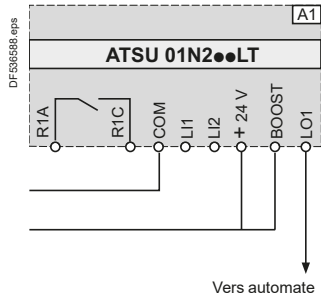 A1
DF536588.eps
ATSU 01N2●●LT
R1A
R1C
COM
LI1
LI2
+ 24 V
BOOST
LO1
Vers automate